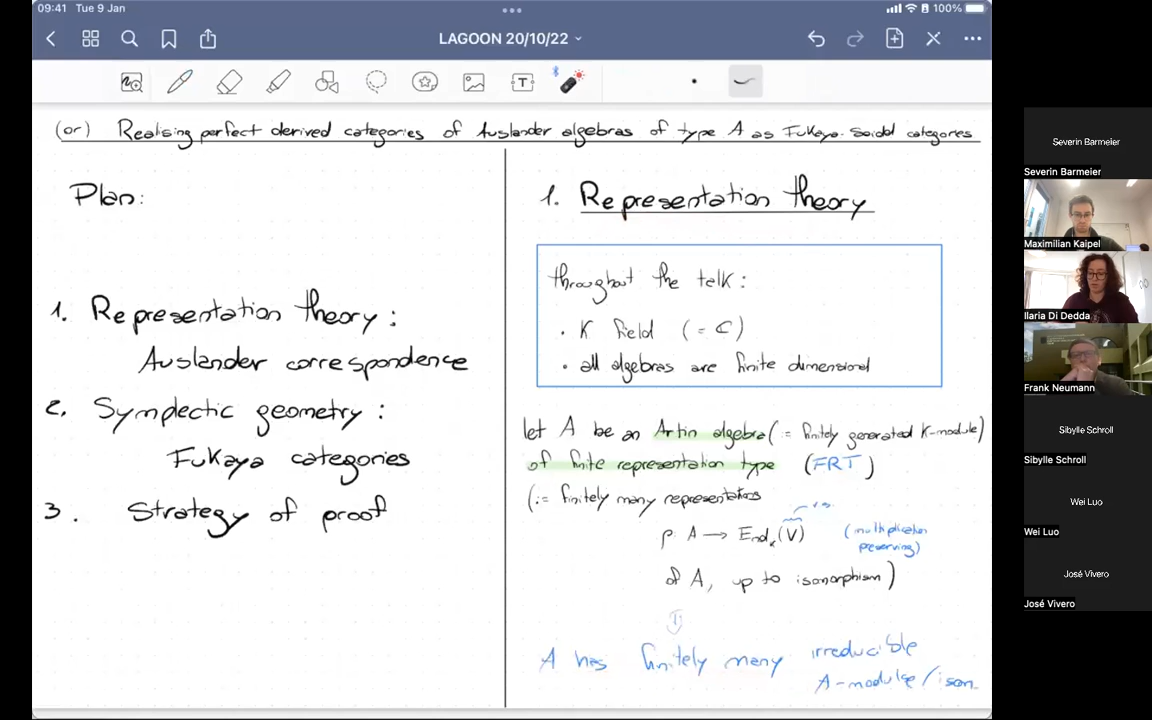 09:41 Tue 9 Jan
100%
LAGOON 20/10/22
(or) Realising perfect derived categories of Auslander algebras of type A as Fukaya-Seidel categories
Plan:
1. Representation theory:
Auslander correspondence
2. Symplectic geometry:
Fukaya categories
3. Strategy of proof
1. Representation theory
throughout the talk:
· K field (= C)
· all algebras are finite dimensional
let A be an Artin algebra (:= finitely generated K-module)
of finite representation type (FRT)
(:= finitely many representations
ρ: A → End_K(V) (multiplication
preserving)
of A, up to isomorphism)
A has finitely many irreducible
A-modules/isom.
Severin Barmeier
Severin Barmeier
Maximilian Kaipel
Ilaria Di Dedda
Frank Neumann
Sibylle Schroll
Sibylle Schroll
Wei Luo
Wei Luo
José Vivero
José Vivero